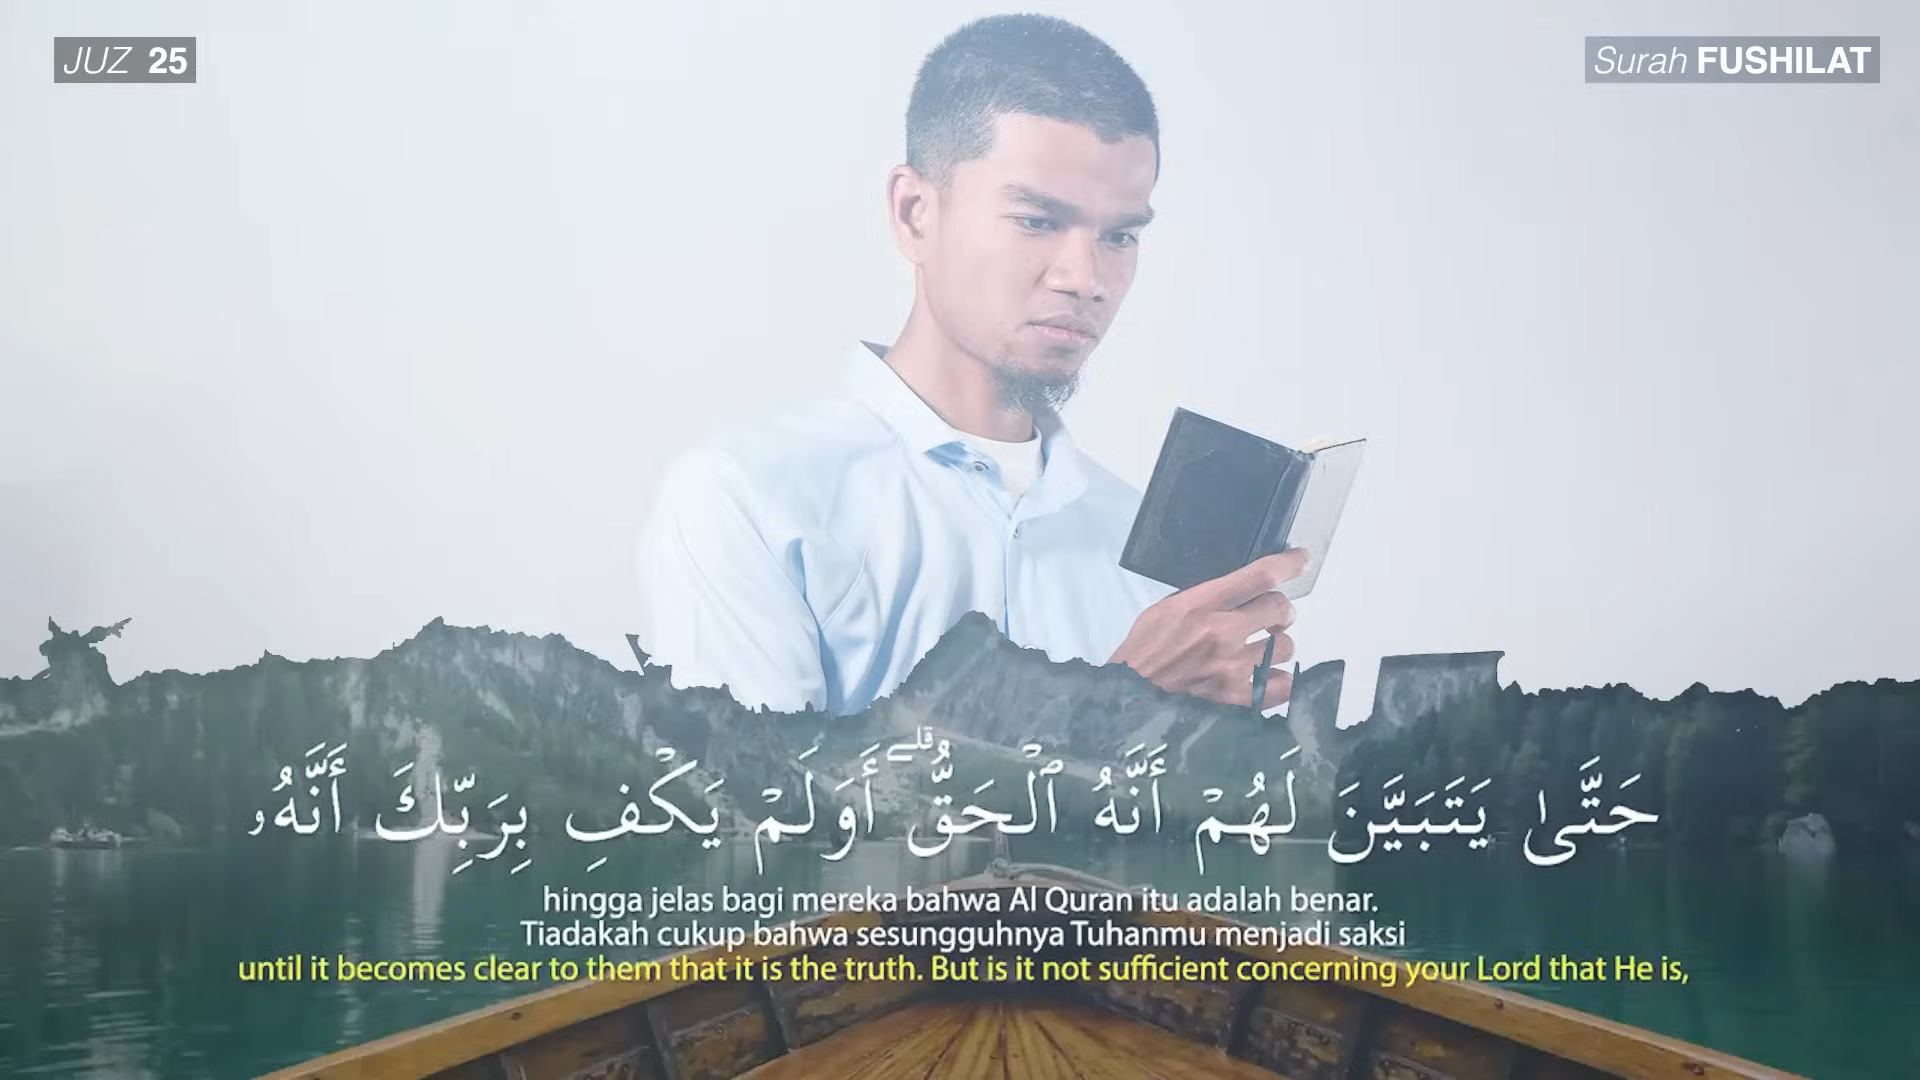 JUZ 25
Surah FUSHILAT
حَتَّىٰ يَتَبَيَّنَ لَهُمْ أَنَّهُ ٱلْحَقُّ ۗ أَوَلَمْ يَكْفِ بِرَبِّكَ أَنَّهُۥ
hingga jelas bagi mereka bahwa Al Quran itu adalah benar.
Tiadakah cukup bahwa sesungguhnya Tuhanmu menjadi saksi
until it becomes clear to them that it is the truth. But is it not sufficient concerning your Lord that He is,